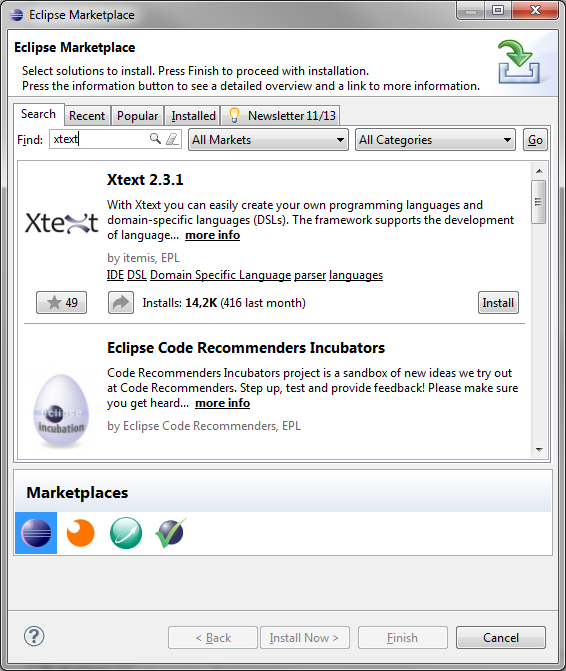 Eclipse Marketplace
Eclipse Marketplace
Select solutions to install. Press Finish to proceed with installation.
Press the information button to see a detailed overview and a link to more information.
Search Recent Popular Installed Newsletter 11/13
Find: xtext All Markets All Categories Go
Xtext 2.3.1
With Xtext you can easily create your own programming languages and
Xtext
domain-specific languages (DSLs). The framework supports the development
of language... more info
by itemis, EPL
IDE DSL Domain Specific Language parser languages
49 Installs: 14,2K (416 last month) Install
Eclipse Code Recommenders Incubators
Code Recommenders Incubators project is a sandbox of new ideas we try out
at Code Recommenders. Step up, test and provide feedback! Please make sure
you get heard... more info
eclipse
incubation
by Eclipse Code Recommenders, EPL
Marketplaces
? < Back Install Now > Finish Cancel